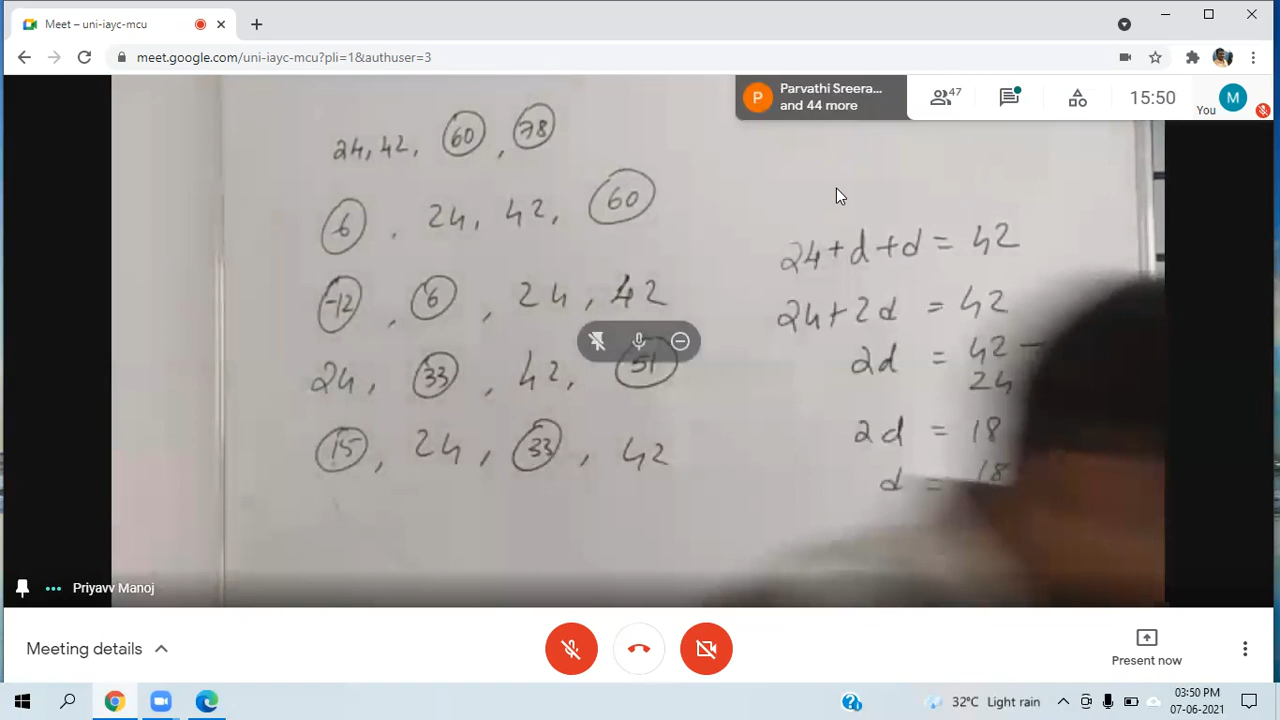 Meet – uni-iayc-mcu
meet.google.com/uni-iayc-mcu?pli=1&authuser=3
P
Parvathi Sreera...
and 44 more
47
15:50
You
M
24, 42, 60, 78
6, 24, 42, 60
-12, 6, 24, 42
24, 33, 42, 51
15, 24, 33, 42
24+d+d = 42
24+2d = 42
2d = 42 -
24
2d = 18
d = 18
Priyavv Manoj
Meeting details
Present now
32°C Light rain
03:50 PM
07-06-2021